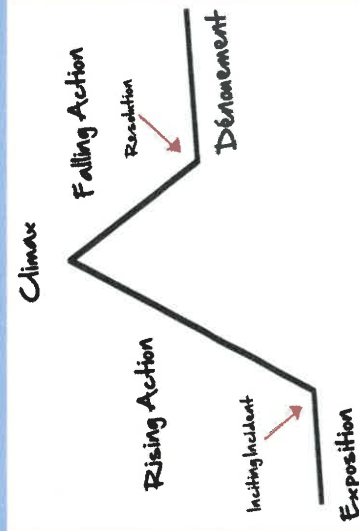 Climax
Rising Action
Falling Action
Inciting Incident
Resolution
Exposition
Dénouement